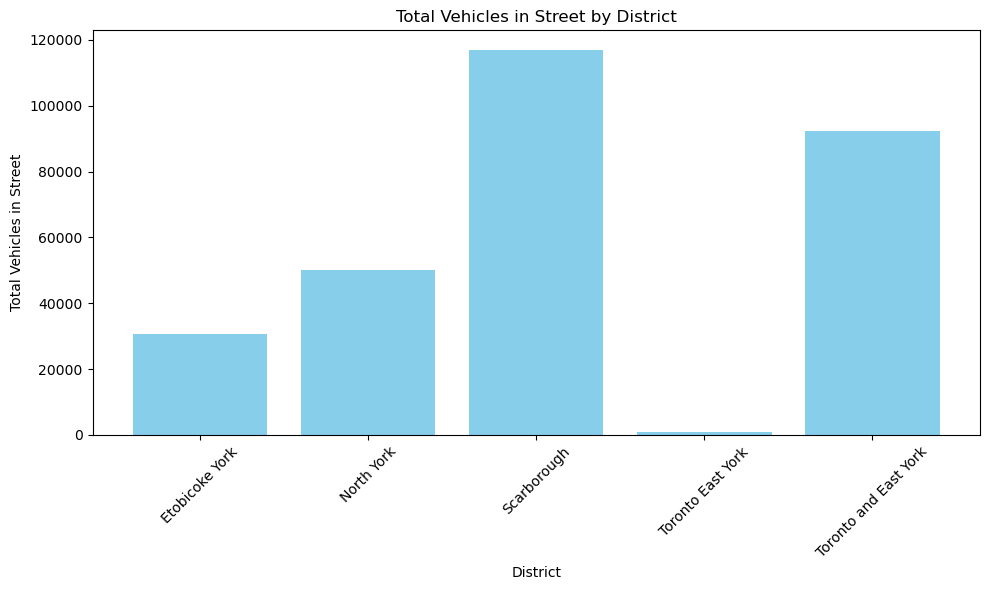 Total Vehicles in Street by District
Total Vehicles in Street
120000
100000
80000
60000
40000
20000
0
Etobicoke York
North York
Scarborough
Toronto East York
Toronto and East York
District